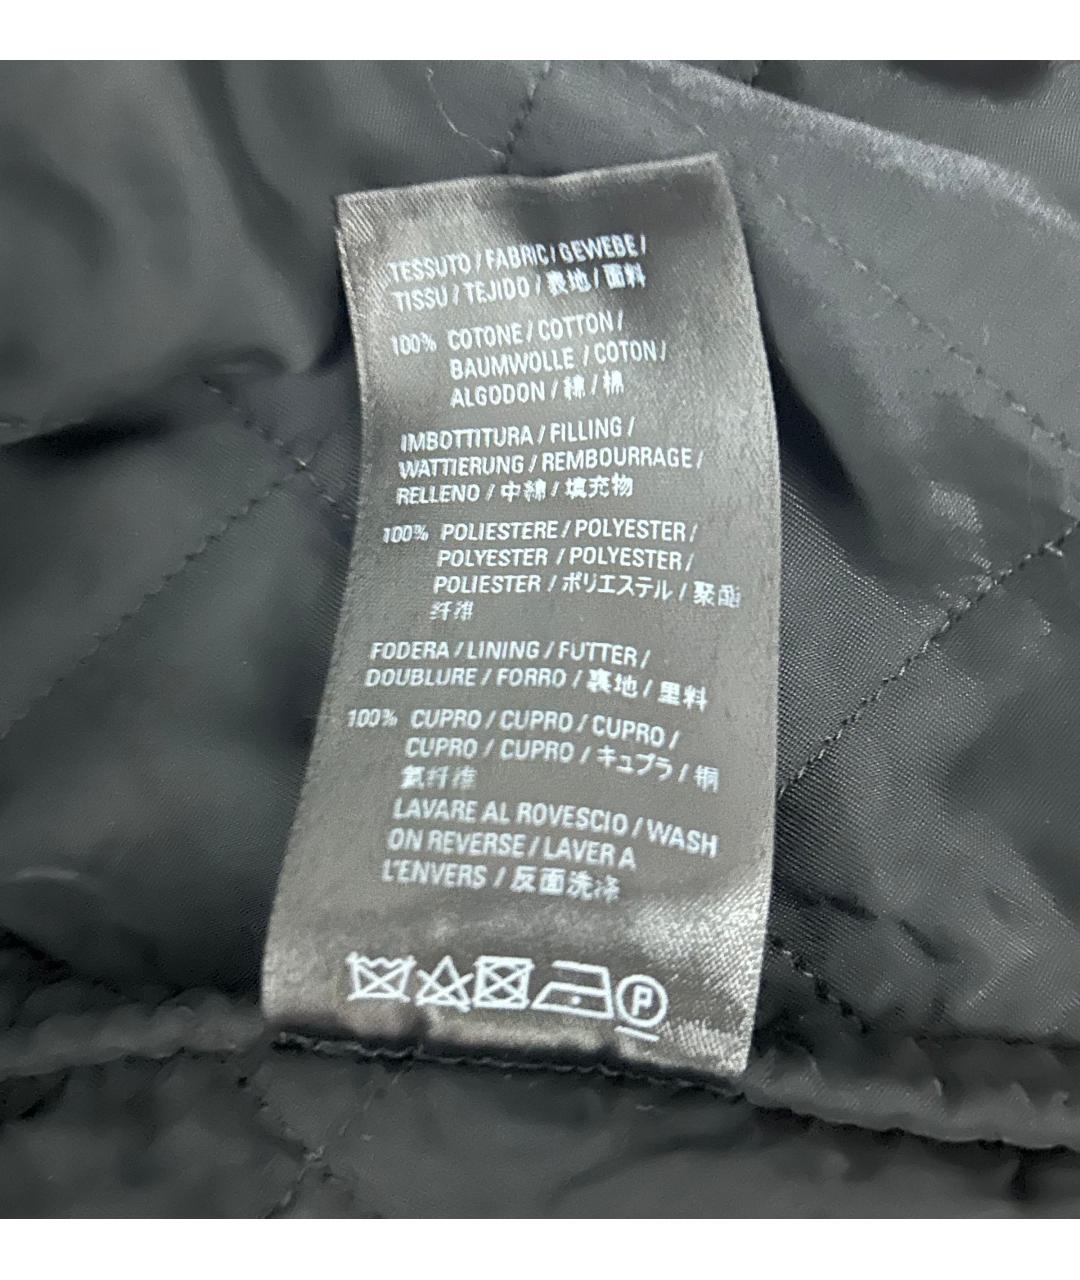 TESSUTO / FABRIC / GEWEBE /
TISSU / TEJIDO / 表地 / 面料
100% COTONE / COTTON /
BAUMWOLLE / COTON /
ALGODON / 綿 / 棉
IMBOTTITURA / FILLING /
WATTIERUNG / REMBOURRAGE /
RELLENO / 中綿 / 填充物
100% POLIESTERE / POLYESTER /
POLYESTER / POLYESTER /
POLIESTER / ポリエステル / 聚酯
纤维
FODERA / LINING / FUTTER /
DOUBLURE / FORRO / 裏地 / 里料
100% CUPRO / CUPRO / CUPRO /
CUPRO / CUPRO / キュプラ / 铜
氨纤维
LAVARE AL ROVESCIO / WASH
ON REVERSE / LAVER A
L'ENVERS / 反面洗涤
P